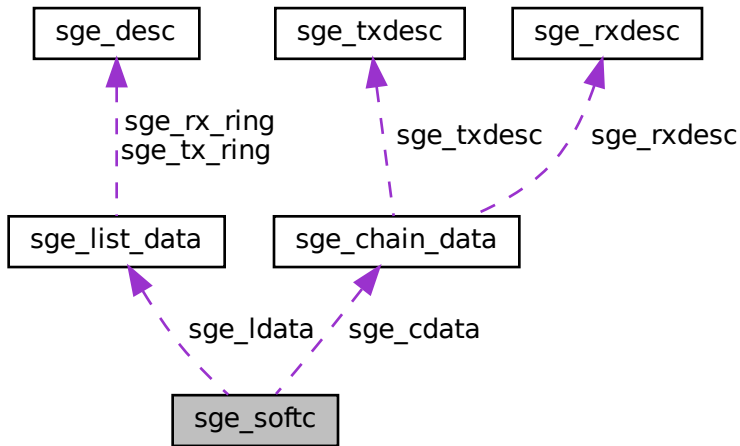 sge_desc
sge_txdesc
sge_rxdesc
sge_rx_ring
sge_tx_ring
sge_txdesc
sge_rxdesc
sge_list_data
sge_chain_data
sge_ldata
sge_cdata
sge_softc